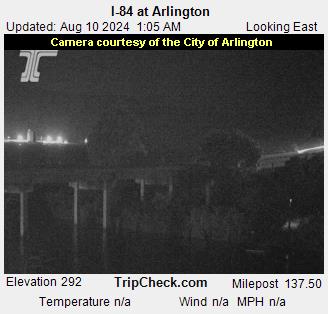 I-84 at Arlington
Updated: Aug 10 2024 1:05 AM Looking East
Camera courtesy of the City of Arlington
Elevation 292 TripCheck.com Milepost 137.50
Temperature n/a Wind n/a MPH n/a